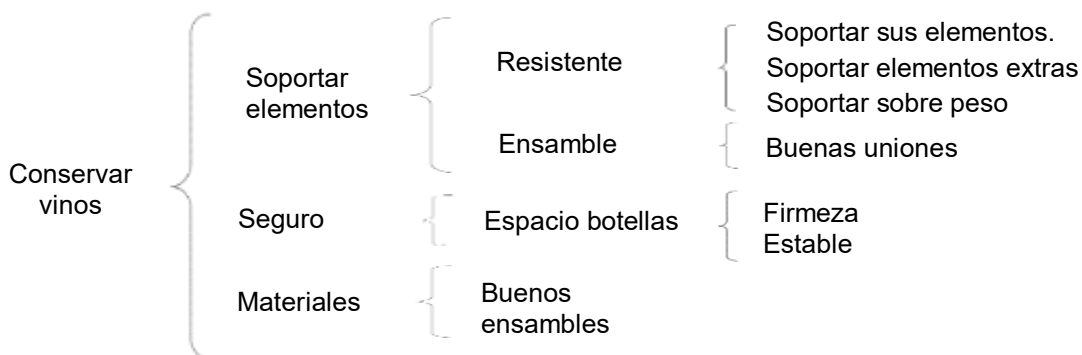 Conservar
vinos
Soportar
elementos
Resistente
Soportar sus elementos.
Soportar elementos extras
Soportar sobre peso
Ensamble
Buenas uniones
Seguro
Espacio botellas
Firmeza
Estable
Materiales
Buenos
ensambles